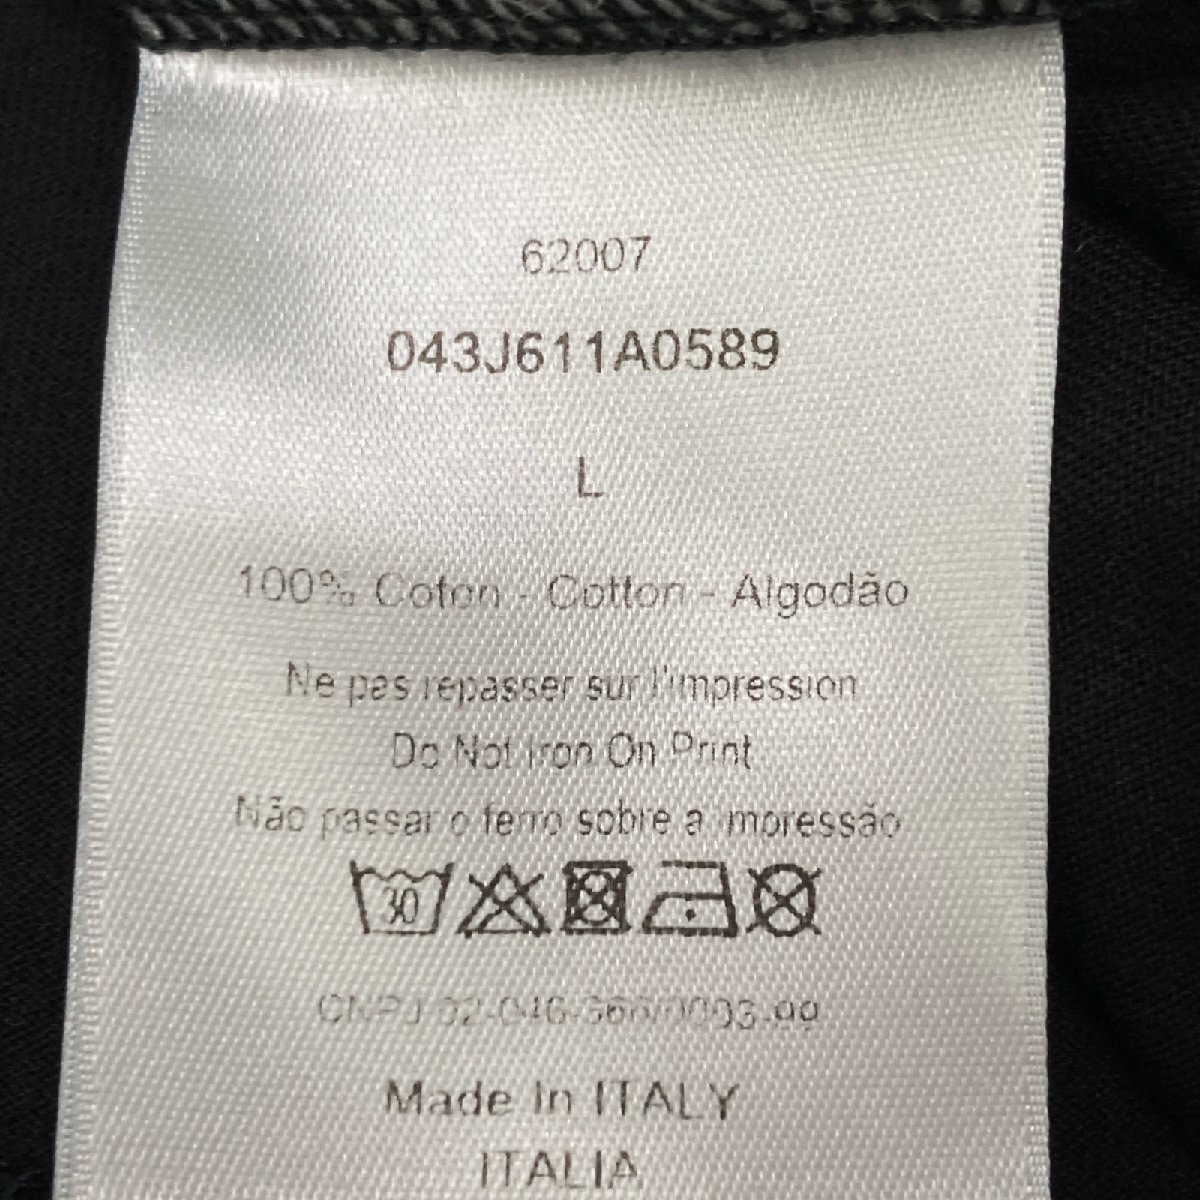 62007
043J611A0589
L
100% Coton - Cotton - Algodão
Ne pas repasser sur l'impression
Do Not Iron On Print
Não passar o ferro sobre a impressão
30
CNPJ
Made In ITALY
ITALIA